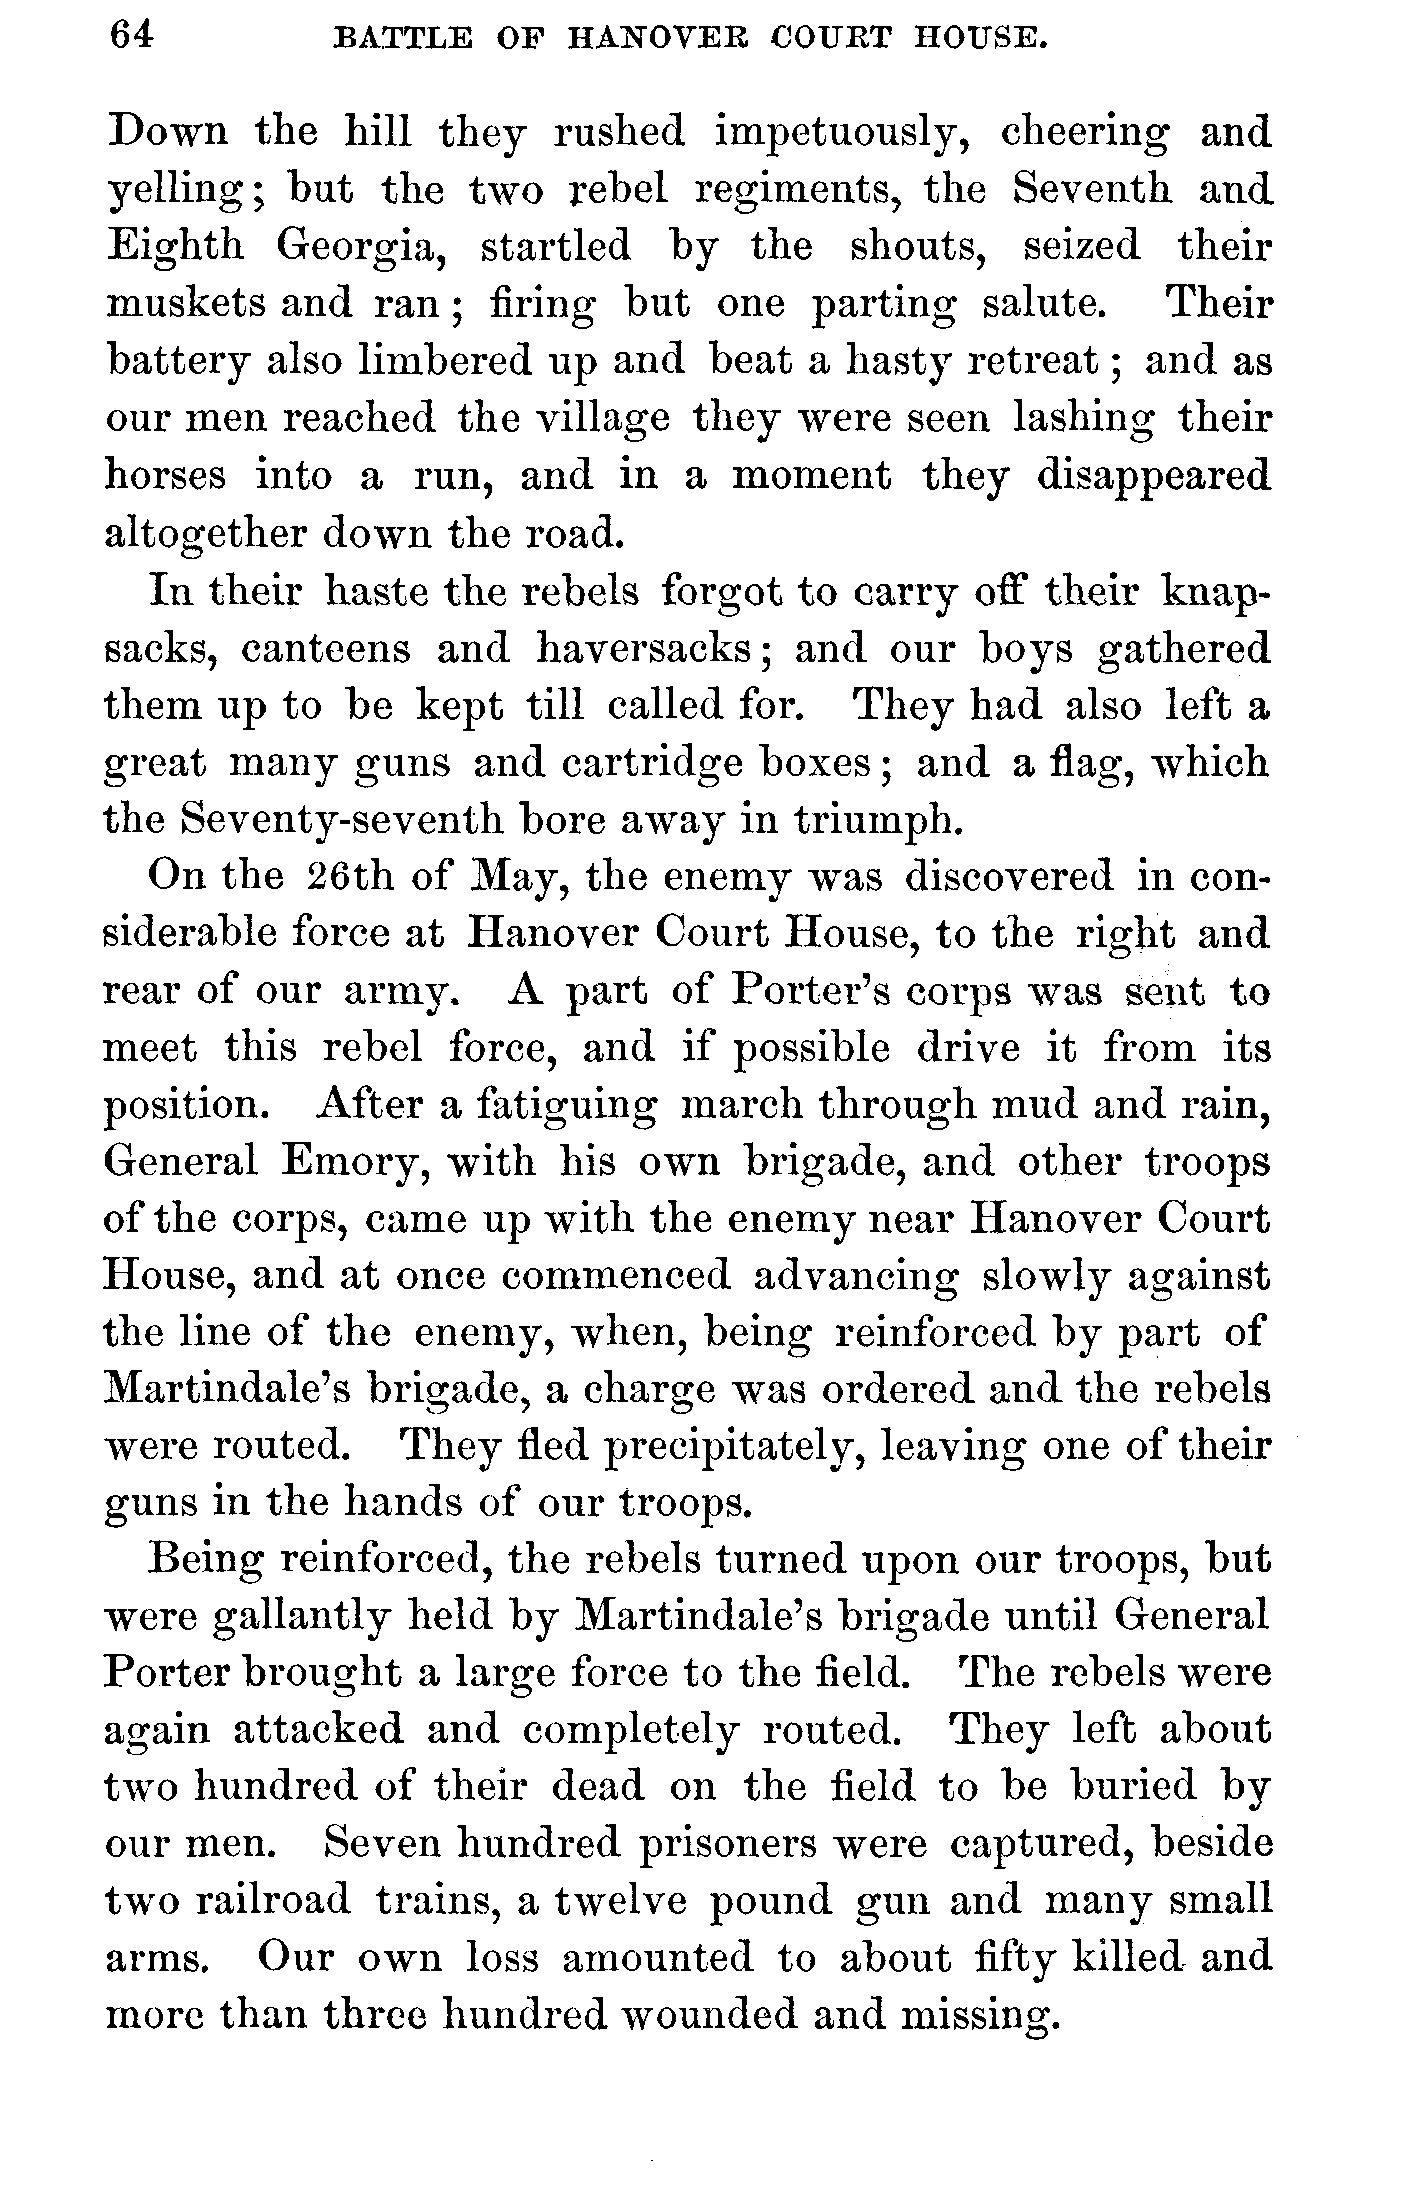 64 BATTLE OF HANOVER COURT HOUSE.
Down the hill they rushed impetuously, cheering and
yelling; but the two rebel regiments, the Seventh and
Eighth Georgia, startled by the shouts, seized their
muskets and ran; firing but one parting salute. Their
battery also limbered up and beat a hasty retreat; and as
our men reached the village they were seen lashing their
horses into a run, and in a moment they disappeared
altogether down the road.
In their haste the rebels forgot to carry off their knap-
sacks, canteens and haversacks; and our boys gathered
them up to be kept till called for. They had also left a
great many guns and cartridge boxes; and a flag, which
the Seventy-seventh bore away in triumph.
On the 26th of May, the enemy was discovered in con-
siderable force at Hanover Court House, to the right and
rear of our army. A part of Porter's corps was sent to
meet this rebel force, and if possible drive it from its
position. After a fatiguing march through mud and rain,
General Emory, with his own brigade, and other troops
of the corps, came up with the enemy near Hanover Court
House, and at once commenced advancing slowly against
the line of the enemy, when, being reinforced by part of
Martindale's brigade, a charge was ordered and the rebels
were routed. They fled precipitately, leaving one of their
guns in the hands of our troops.
Being reinforced, the rebels turned upon our troops, but
were gallantly held by Martindale's brigade until General
Porter brought a large force to the field. The rebels were
again attacked and completely routed. They left about
two hundred of their dead on the field to be buried by
our men. Seven hundred prisoners were captured, beside
two railroad trains, a twelve pound gun and many small
arms. Our own loss amounted to about fifty killed and
more than three hundred wounded and missing.